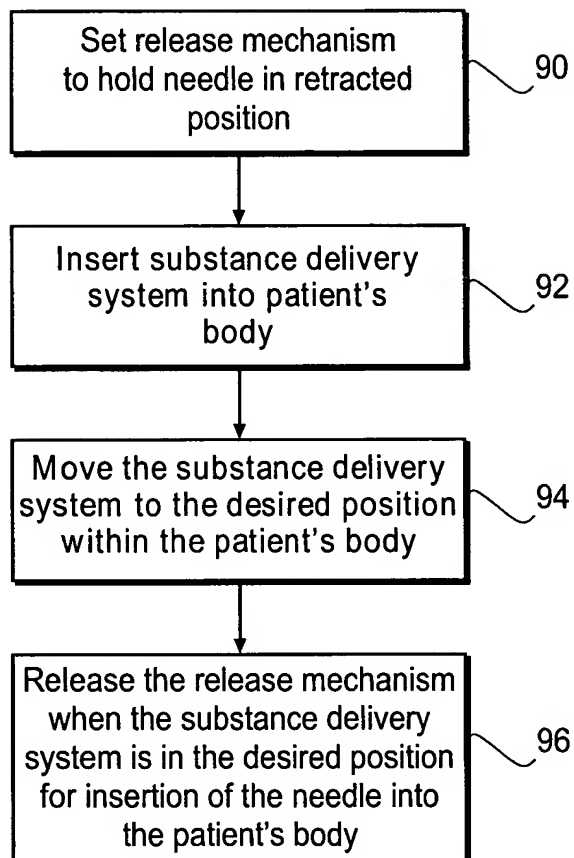 Set release mechanism
to hold needle in retracted
position
90
Insert substance delivery
system into patient's
body
92
Move the substance delivery
system to the desired position
within the patient's body
94
Release the release mechanism
when the substance delivery
system is in the desired position
for insertion of the needle into
the patient's body
96